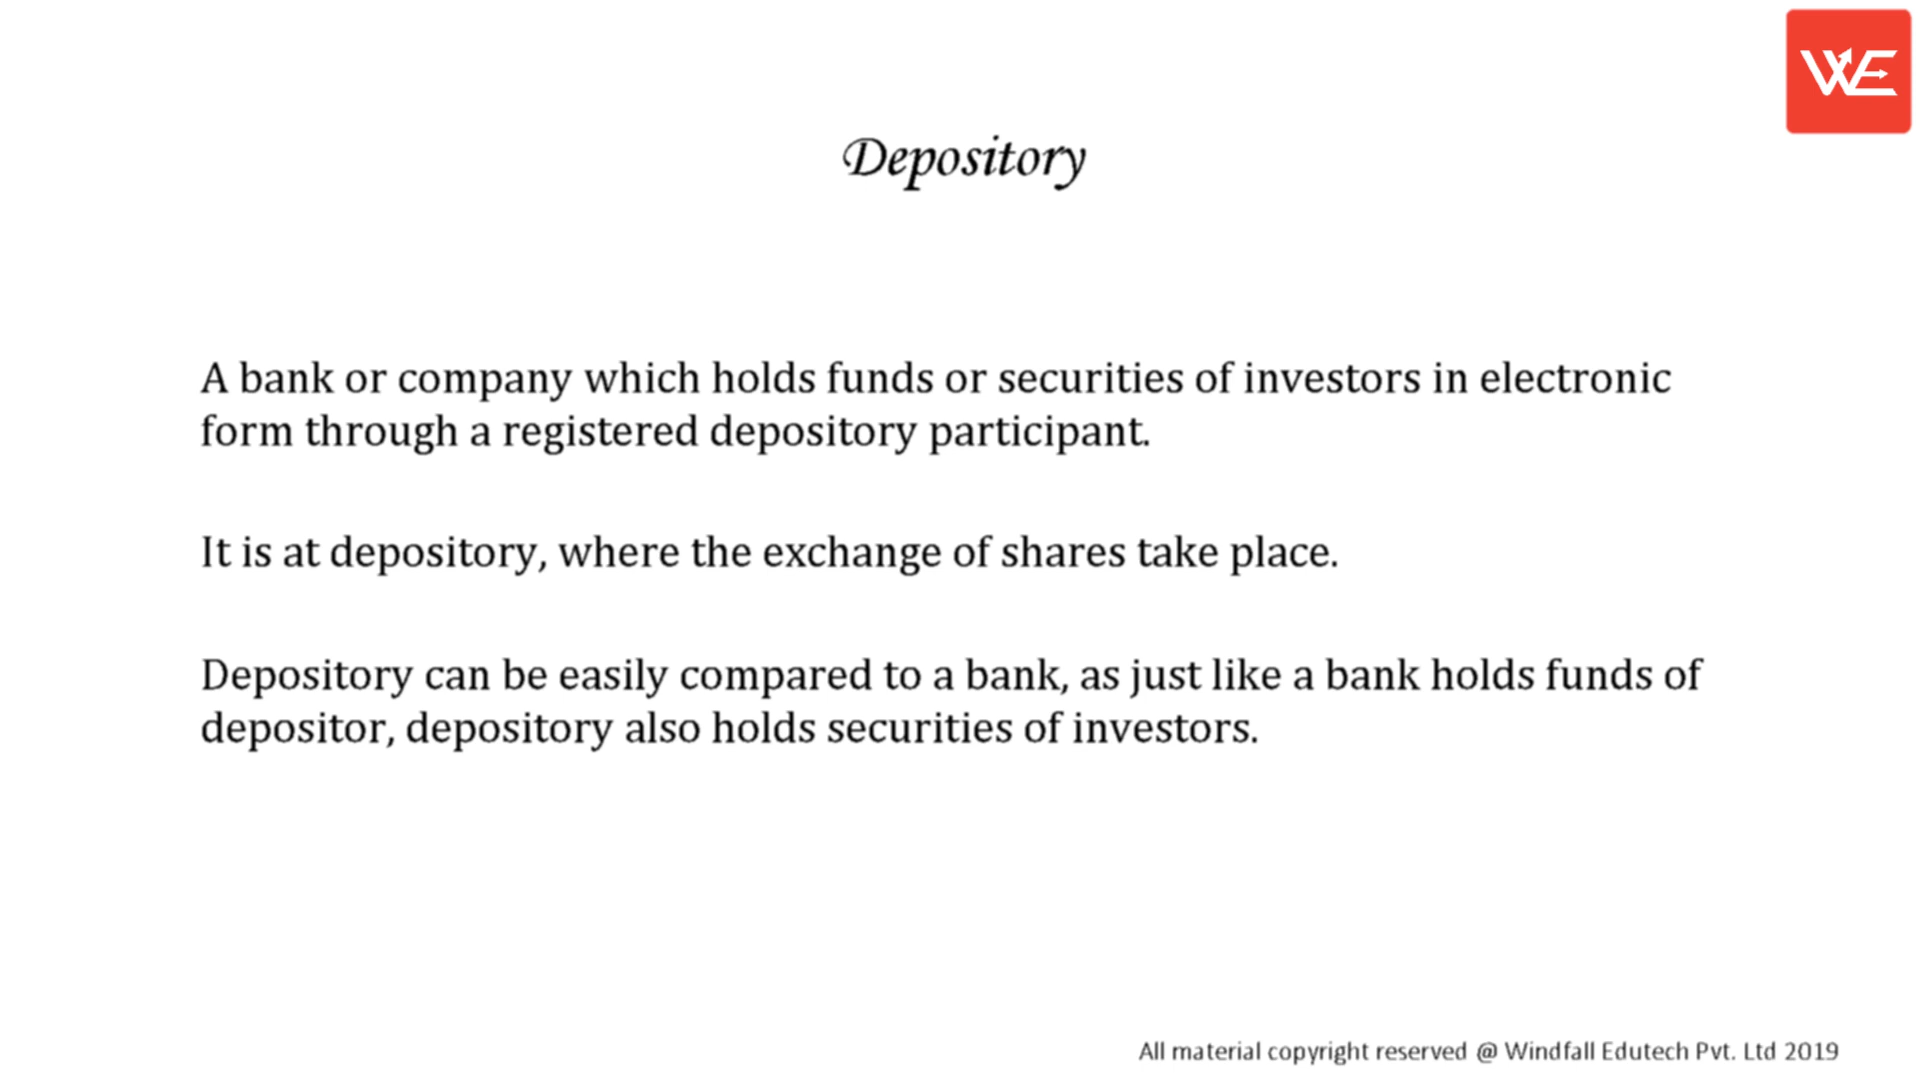 WE
Depository
A bank or company which holds funds or securities of investors in electronic
form through a registered depository participant.
It is at depository, where the exchange of shares take place.
Depository can be easily compared to a bank, as just like a bank holds funds of
depositor, depository also holds securities of investors.
All material copyright reserved @ Windfall Edutech Pvt. Ltd 2019